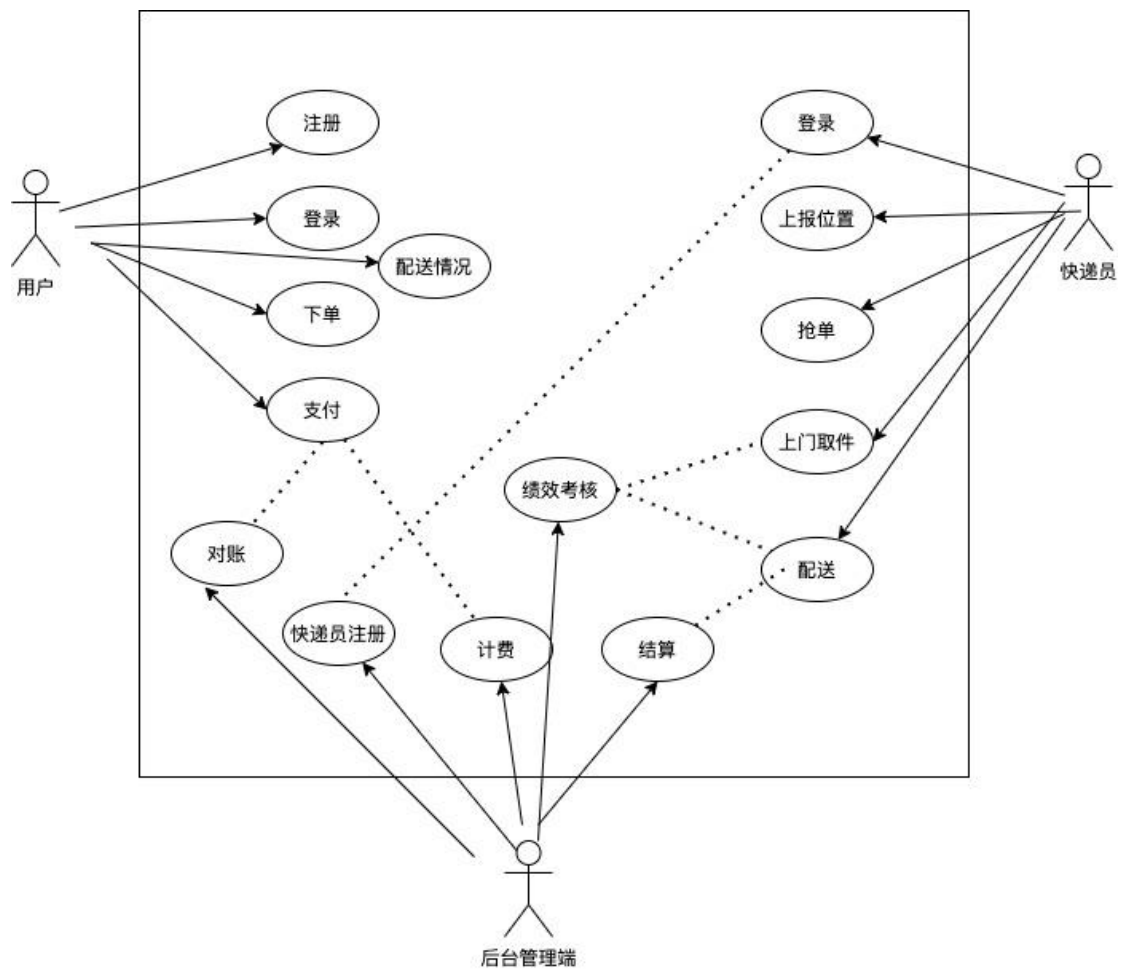 注册
登录
登录
上报位置
配送情况
用户
快递员
下单
抢单
支付
上门取件
绩效考核
对账
配送
快递员注册
计费
结算
后台管理端